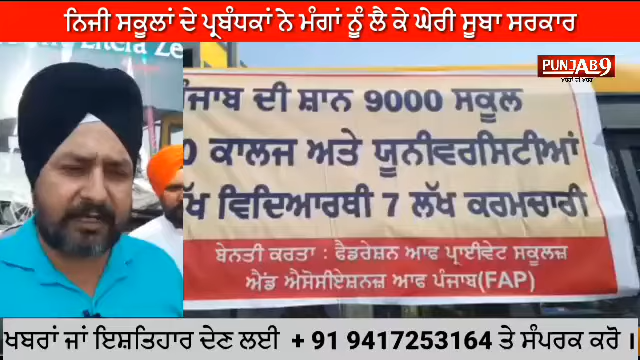 ਨਿਜੀ ਸਕੂਲਾਂ ਦੇ ਪ੍ਰਬੰਧਕਾਂ ਨੇ ਮੰਗਾਂ ਨੂੰ ਲੈ ਕੇ ਘੇਰੀ ਸੂਬਾ ਸਰਕਾਰ
PUNJAB9
ਪੰਜਾਬ ਦੀ ਸ਼ਾਨ 9000 ਸਕੂਲ
0 ਕਾਲਜ ਅਤੇ ਯੂਨੀਵਰਸਿਟੀਆਂ
ਵਿਦਿਆਰਥੀ 7 ਲੱਖ ਕਰਮਚਾਰੀ
ਬੇਨਤੀ ਕਰਤਾ : ਫੈਡਰੇਸ਼ਨ ਆਫ ਪ੍ਰਾਈਵੇਟ ਸਕੂਲਜ਼
ਐਂਡ ਐਸੋਸੀਏਸ਼ਨਜ਼ ਆਫ ਪੰਜਾਬ(FAP)
ਖਬਰਾਂ ਜਾਂ ਇਸ਼ਤਿਹਾਰ ਦੇਣ ਲਈ + 91 9417253164 ਤੇ ਸੰਪਰਕ ਕਰੋ ।